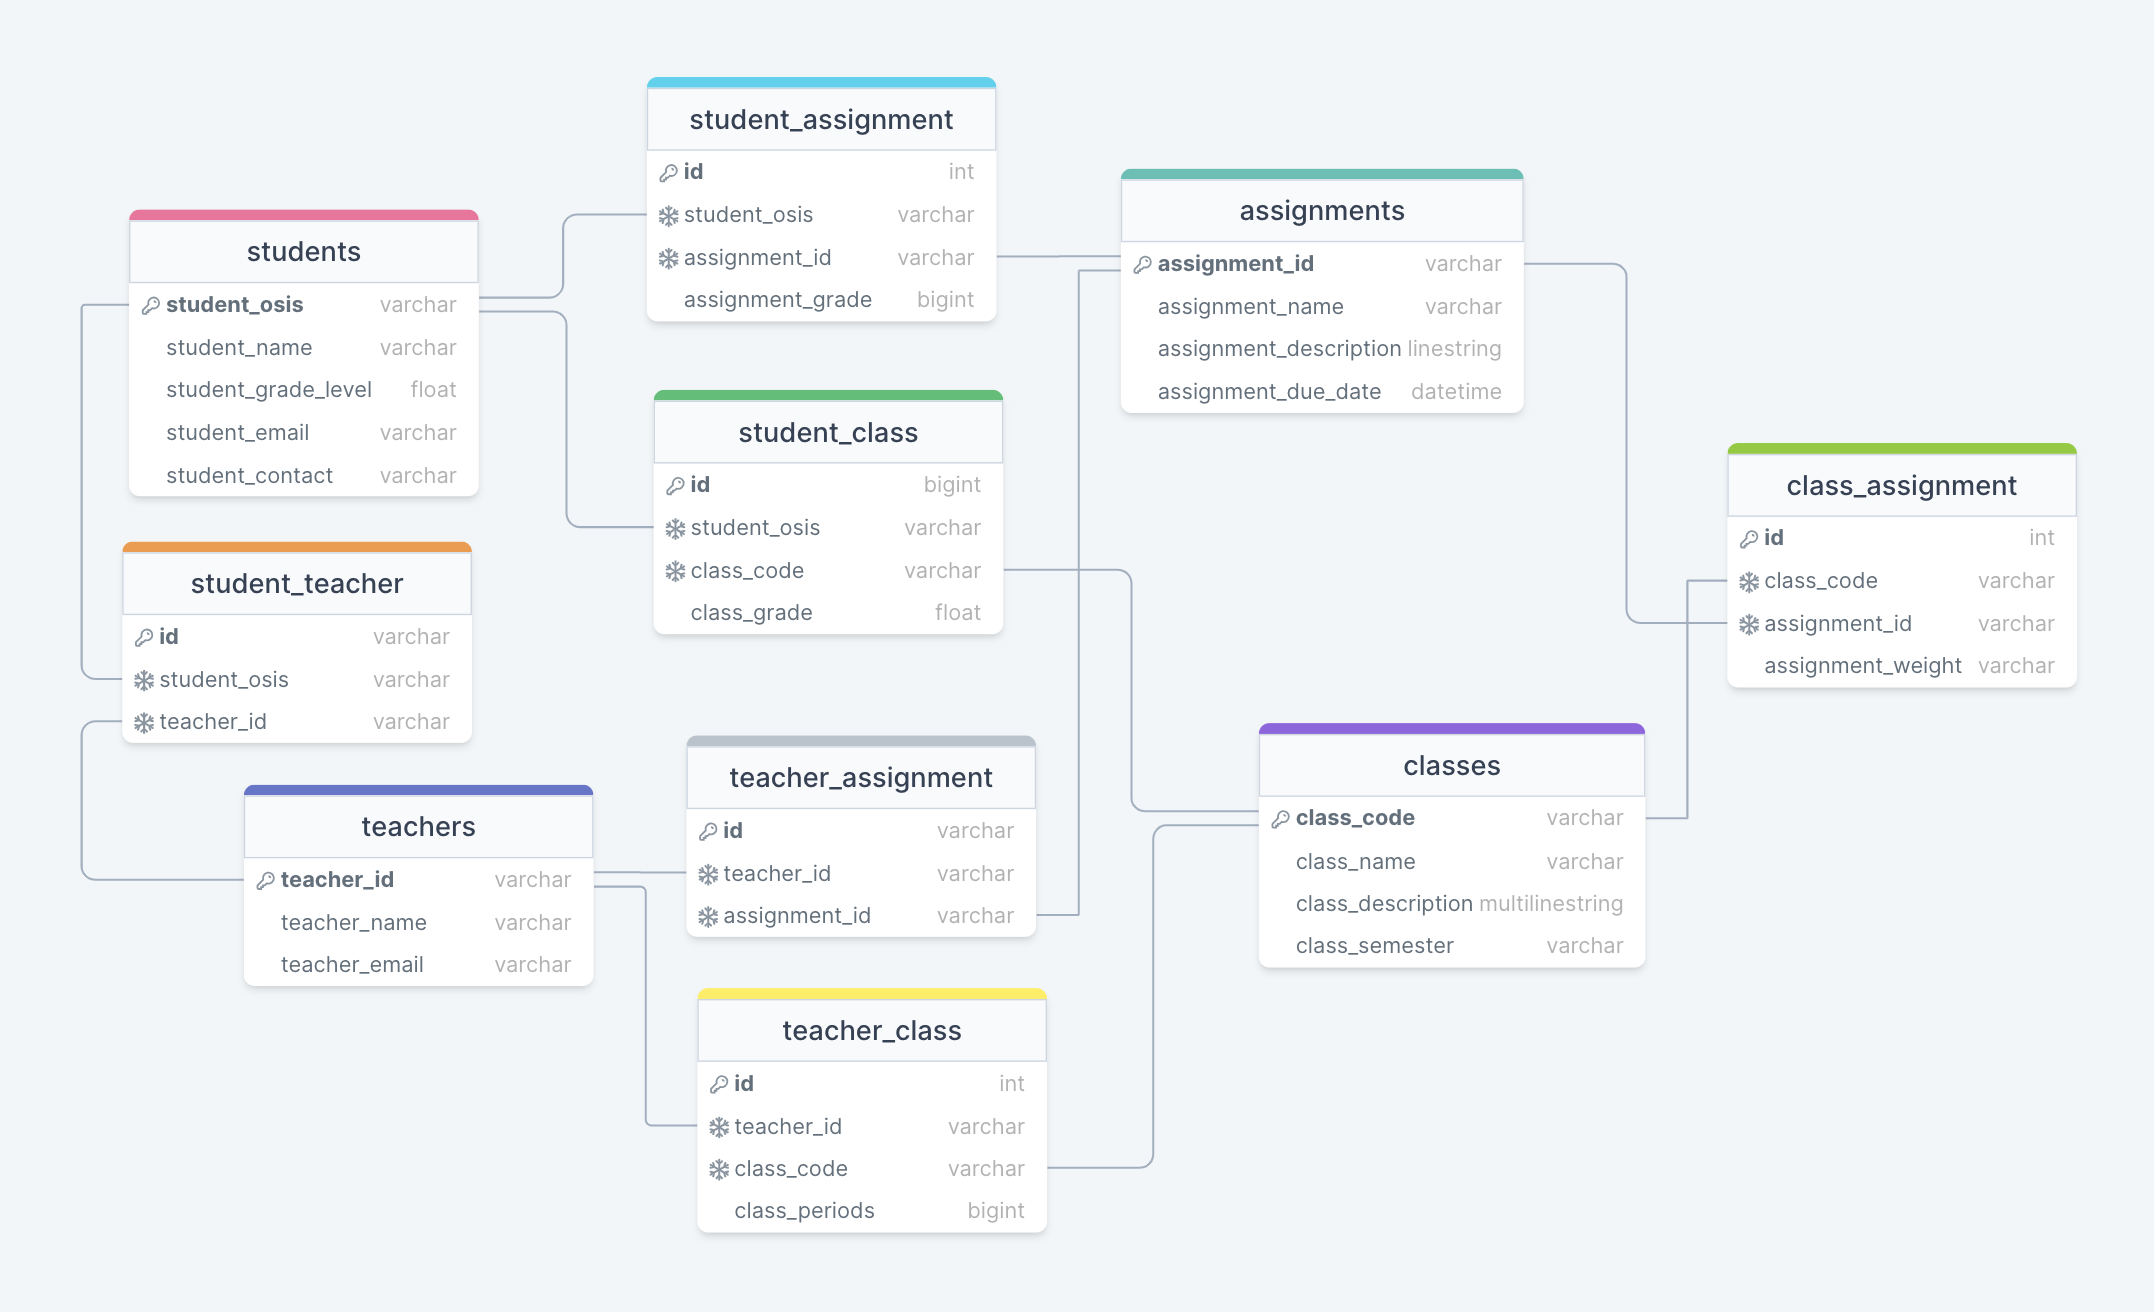 student_assignment
id int
student_osis varchar
assignment_id varchar
assignment_grade bigint
assignments
assignment_id varchar
assignment_name varchar
assignment_description linestring
assignment_due_date datetime
students
student_osis varchar
student_name varchar
student_grade_level float
student_email varchar
student_contact varchar
student_class
id bigint
student_osis varchar
class_code varchar
class_grade float
class_assignment
id int
class_code varchar
assignment_id varchar
assignment_weight varchar
student_teacher
id varchar
student_osis varchar
teacher_id varchar
teacher_assignment
id varchar
teacher_id varchar
assignment_id varchar
classes
class_code varchar
class_name varchar
class_description multilinestring
class_semester varchar
teachers
teacher_id varchar
teacher_name varchar
teacher_email varchar
teacher_class
id int
teacher_id varchar
class_code varchar
class_periods bigint